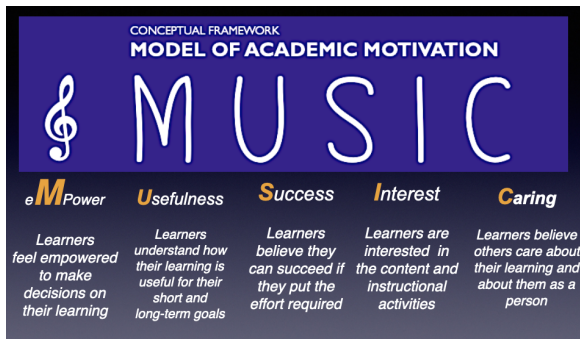 CONCEPTUAL FRAMEWORK
MODEL OF ACADEMIC MOTIVATION
MUSIC
eMPower
Learners
feel empowered
to make
decisions on
their learning
Usefulness
Learners
understand how
their learning is
useful for their
short and
long-term goals
Success
Learners
believe they
can succeed if
they put the
effort required
Interest
Learners are
interested in
the content and
instructional
activities
Caring
Learners believe
others care about
their learning and
about them as a
person